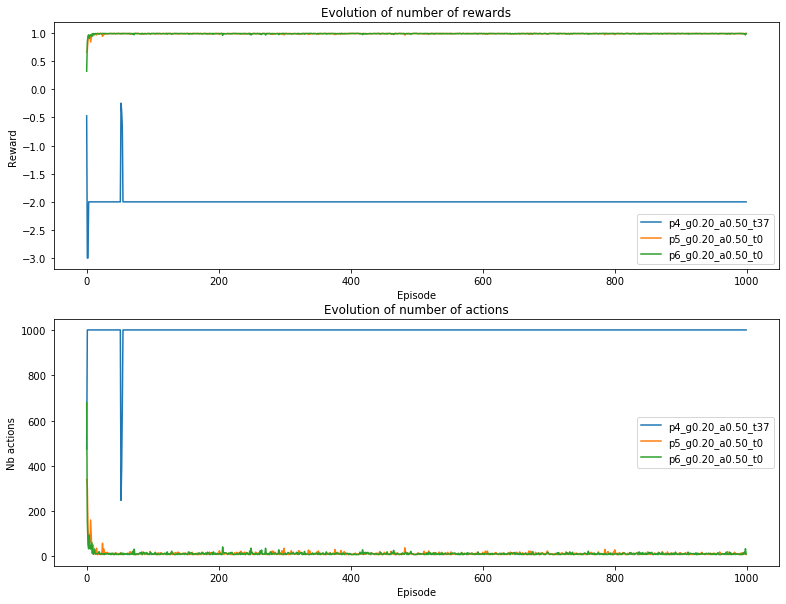 Evolution of number of rewards
1.0
0.5
0.0
−0.5
−1.0
−1.5
−2.0
−2.5
−3.0
Reward
p4_g0.20_a0.50_t37
p5_g0.20_a0.50_t0
p6_g0.20_a0.50_t0
0 200 400 600 800 1000
Episode
Evolution of number of actions
1000
800
600
400
200
0
Nb actions
p4_g0.20_a0.50_t37
p5_g0.20_a0.50_t0
p6_g0.20_a0.50_t0
0 200 400 600 800 1000
Episode